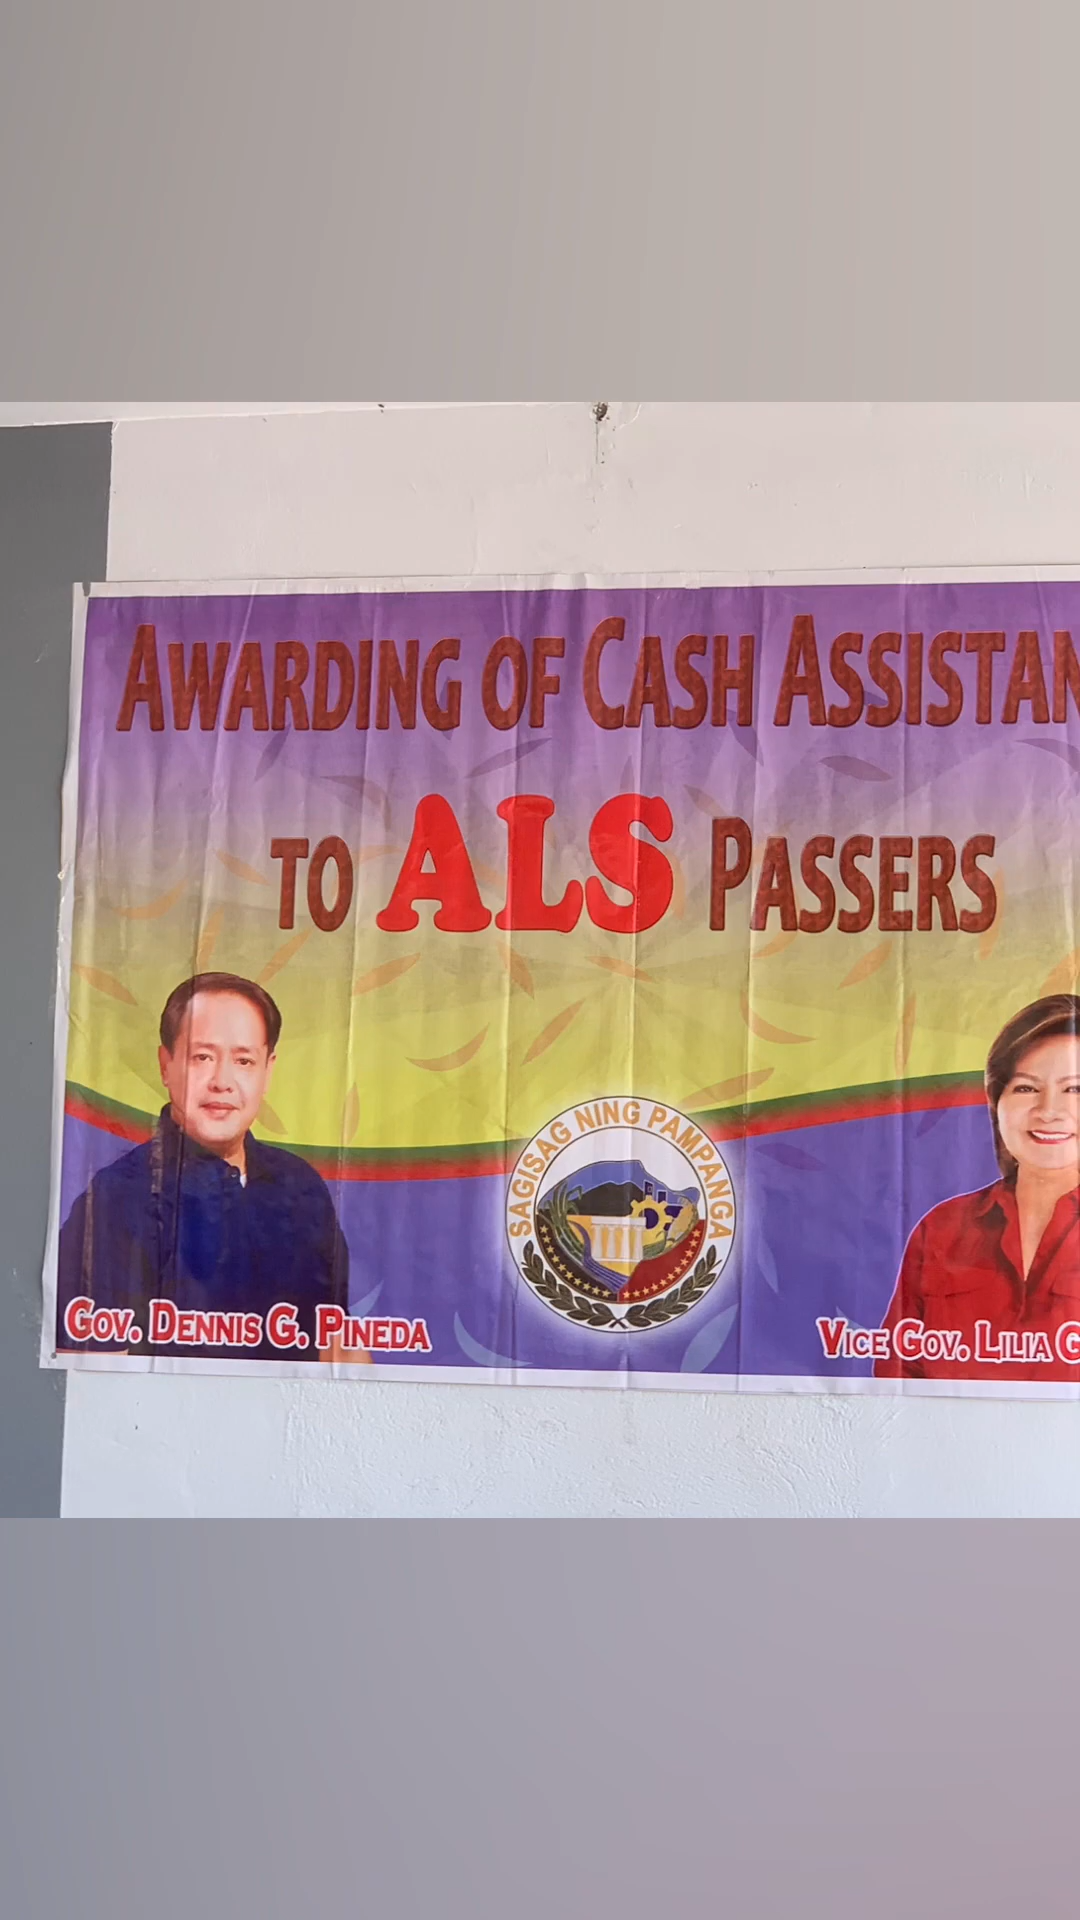 AWARDING OF CASH ASSISTAN
TO ALS PASSERS
SAGISAG NING PAMPANGA
GOV. DENNIS G. PINEDA
VICE GOV. LILIA G